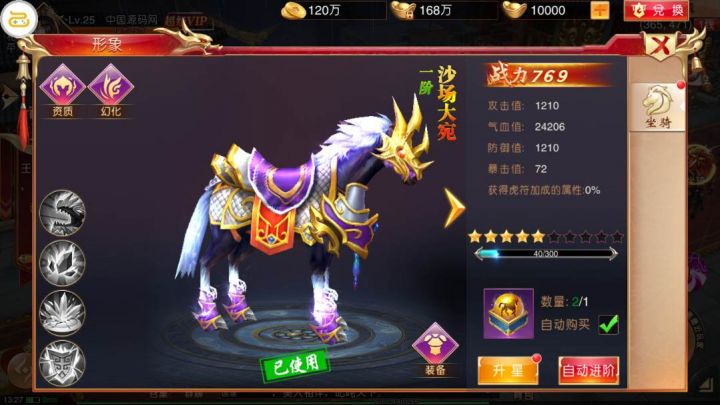 Lv.25 中国源码网 VIP
120万
168万
10000
兑换
形象
(365, 471)
资质
幻化
一阶
沙场大宛
战力769
攻击值: 1210
气血值: 24206
防御值: 1210
暴击值: 72
获得虎符加成的属性:0%
坐骑
40/300
数量: 2/1
自动购买
装备
已使用
升星
自动进阶
13:27